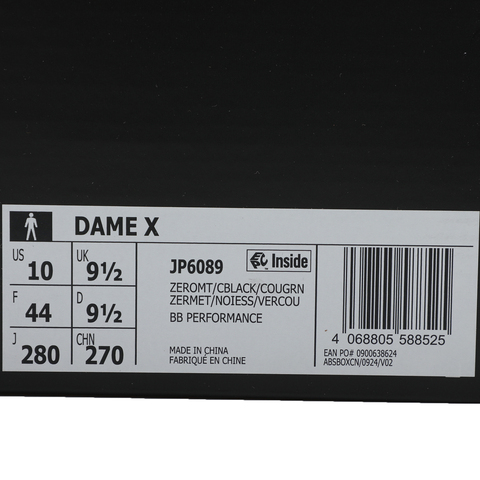 DAME X
US 10
UK 9½
F 44
D 9½
J 280
CHN 270
JP6089
Inside
ZEROMT/CBLACK/COUGRN
ZERMET/NOIESS/VERCOU
BB PERFORMANCE
MADE IN CHINA
FABRIQUÉ EN CHINE
4 068805 588525
EAN PO# 0900638624
ABSBOXCN/0924/V02